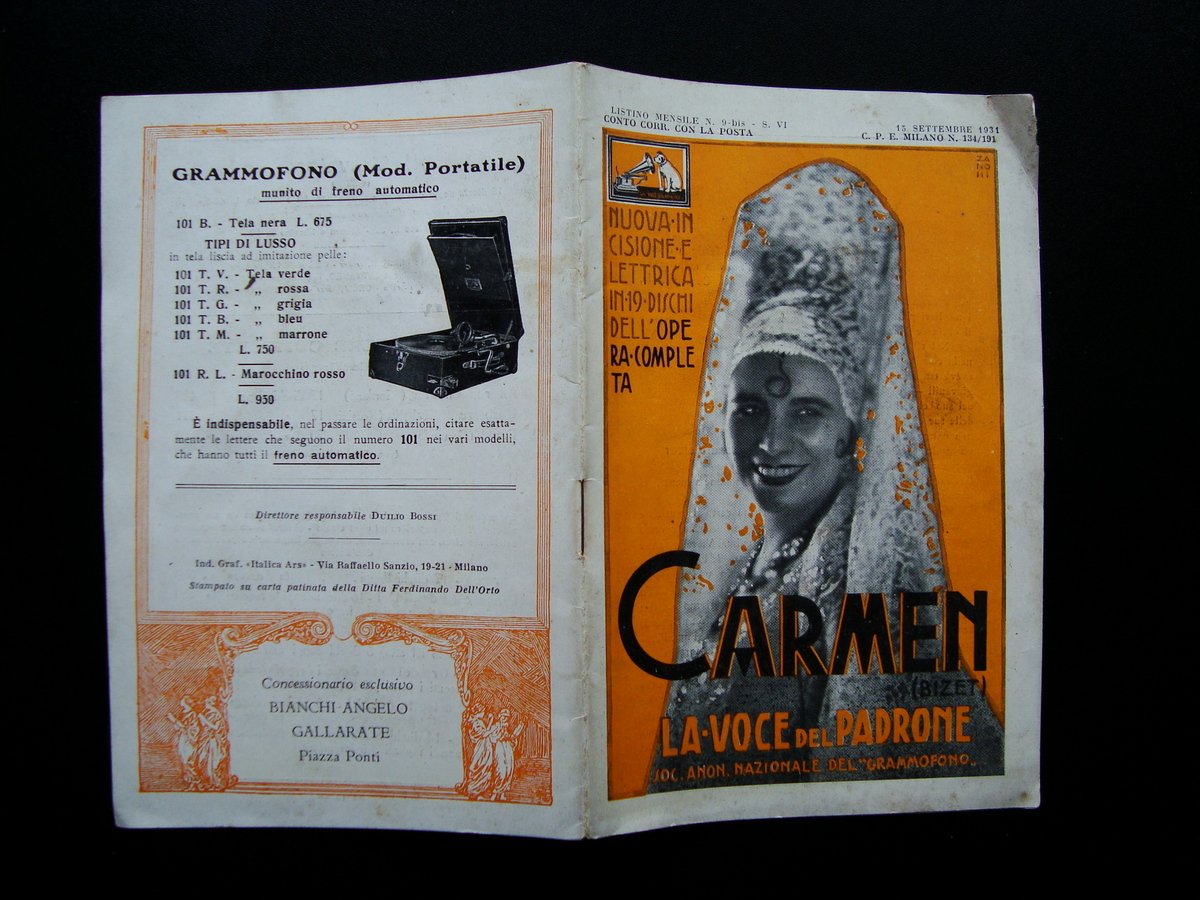 GRAMMOFONO (Mod. Portatile)
munito di freno automatico
101 B. - Tela nera L. 675
TIPI DI LUSSO
in tela liscia ad imitazione pelle:
101 T. V. - Tela verde
101 T. R. - „ rossa
101 T. G. - „ grigia
101 T. B. - „ bleu
101 T. M. - „ marrone
L. 750
101 R. L. - Marocchino rosso
L. 950
È indispensabile, nel passare le ordinazioni, citare esatta-
mente le lettere che seguono il numero 101 nei vari modelli,
che hanno tutti il freno automatico.
Direttore responsabile DUILIO BOSSI
Ind. Graf. «Italica Ars» - Via Raffaello Sanzio, 19-21 - Milano
Stampato su carta patinata della Ditta Ferdinando Dell'Orto
Concessionario esclusivo
BIANCHI ANGELO
GALLARATE
Piazza Ponti
LISTINO MENSILE N. 9-bis - S. VI
CONTO CORR. CON LA POSTA
15 SETTEMBRE 1931
C. P. E. MILANO N. 134/191
ZA
NO
NI
NUOVA·IN
CISIONE·E
LETTRICA
IN·19·DISCHI
DELL'OPE
RA·COMPLE
TA
CARMEN
(BIZET)
LA·VOCE DEL PADRONE
SOC. ANON. NAZIONALE DEL "GRAMMOFONO"